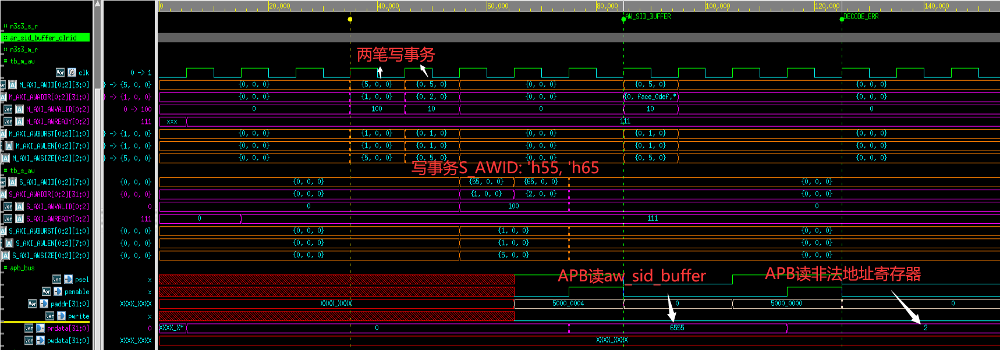 0 20,000 40,000 60,000 80,000 100,000 120,000 140,000
AW_SID_BUFFER DECODE_ERR
m3s3_s_r
ar_sid_buffer_clrid
m3s3_m_r
两笔写事务
tb_m_aw
clk 0 -> 1
M_AXI_AWID[0:2][3:0] } -> {5, 0, 0} {0, 0, 0} {5, 0, 0} {0, 5, 0} {0, 0, 0} {0, 5, 0} {0, 0, 0}
M_AXI_AWADDR[0:2][31:0] } -> {1, 0, 0} {0, 0, 0} {1, 0, 0} {0, 2, 0} {0, 0, 0} {0, face_0def,* {0, 0, 0}
M_AXI_AWVALID[0:2] 0 -> 100 0 100 10 0 10 0
M_AXI_AWREADY[0:2] 111 xxx 111
M_AXI_AWBURST[0:2][1:0] } -> {1, 0, 0} {0, 0, 0} {1, 0, 0} {0, 1, 0} {0, 0, 0} {0, 1, 0} {0, 0, 0}
M_AXI_AWLEN[0:2][7:0] } -> {1, 0, 0} {0, 0, 0} {1, 0, 0} {0, 1, 0} {0, 0, 0} {0, 1, 0} {0, 0, 0}
M_AXI_AWSIZE[0:2][2:0] } -> {5, 0, 0} {0, 0, 0} {5, 0, 0} {0, 5, 0} {0, 0, 0} {0, 5, 0} {0, 0, 0}
写事务S_AWID: 'h55, 'h65
tb_s_aw
S_AXI_AWID[0:2][7:0] {0, 0, 0} {0, 0, 0} {55, 0, 0} {65, 0, 0} {0, 0, 0}
S_AXI_AWADDR[0:2][31:0] {0, 0, 0} {0, 0, 0} {1, 0, 0} {2, 0, 0} {0, 0, 0}
S_AXI_AWVALID[0:2] 0 0 100 0
S_AXI_AWREADY[0:2] 111 0 111
S_AXI_AWBURST[0:2][1:0] {0, 0, 0} {0, 0, 0} {1, 0, 0} {0, 0, 0}
S_AXI_AWLEN[0:2][7:0] {0, 0, 0} {0, 0, 0} {1, 0, 0} {0, 0, 0}
S_AXI_AWSIZE[0:2][2:0] {0, 0, 0} {0, 0, 0} {5, 0, 0} {0, 0, 0}
apb_bus
APB读aw_sid_buffer APB读非法地址寄存器
psel x
penable x
paddr[31:0] XXXX_XXXX XXXX_XXXX 5000_0004 0 5000_0000 0
pwrite x
prdata[31:0] 0 XXXX_X* 0 6555 2
pwdata[31:0] XXXX_XXXX XXXX_XXXX